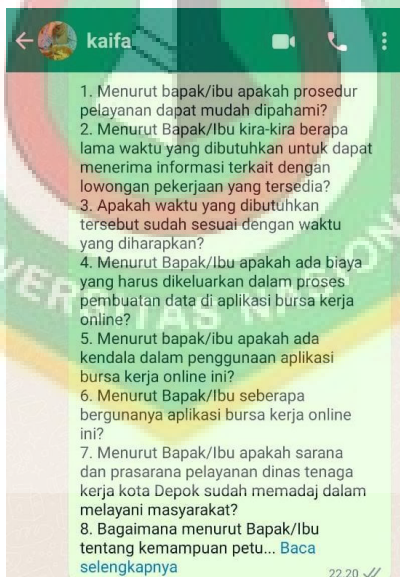 kaifa
1. Menurut bapak/ibu apakah prosedur
pelayanan dapat mudah dipahami?
2. Menurut Bapak/Ibu kira-kira berapa
lama waktu yang dibutuhkan untuk dapat
menerima informasi terkait dengan
lowongan pekerjaan yang tersedia?
3. Apakah waktu yang dibutuhkan
tersebut sudah sesuai dengan waktu
yang diharapkan?
4. Menurut Bapak/Ibu apakah ada biaya
yang harus dikeluarkan dalam proses
pembuatan data di aplikasi bursa kerja
online?
5. Menurut bapak/ibu apakah ada
kendala dalam penggunaan aplikasi
bursa kerja online ini?
6. Menurut Bapak/Ibu seberapa
bergunanya aplikasi bursa kerja online
ini?
7. Menurut Bapak/Ibu apakah sarana
dan prasarana pelayanan dinas tenaga
kerja kota Depok sudah memadaj dalam
melayani masyarakat?
8. Bagaimana menurut Bapak/Ibu
tentang kemampuan petu... Baca
selengkapnya
22.20
VERSITAS NASION